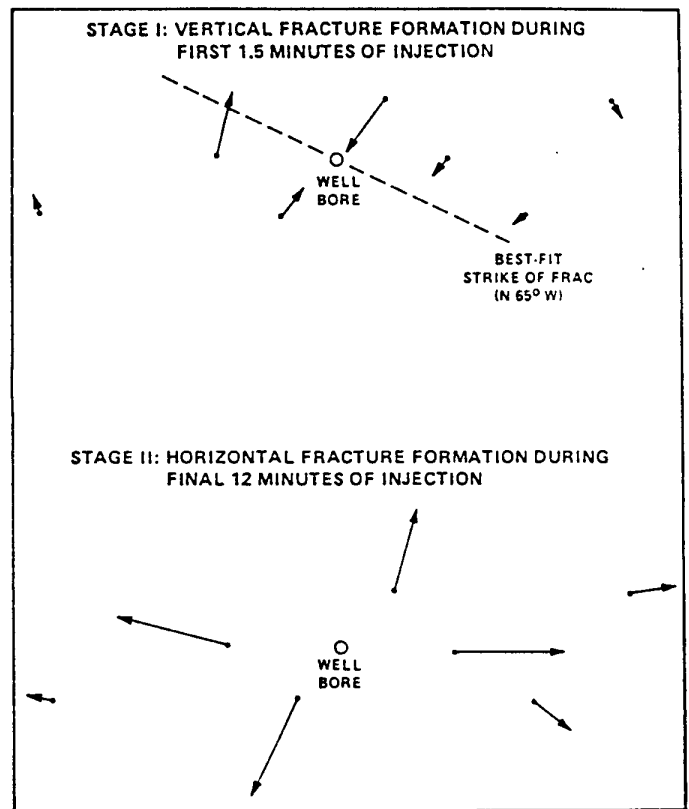 STAGE I: VERTICAL FRACTURE FORMATION DURING
FIRST 1.5 MINUTES OF INJECTION
WELL
BORE
BEST-FIT
STRIKE OF FRAC
(N 65° W)
STAGE II: HORIZONTAL FRACTURE FORMATION DURING
FINAL 12 MINUTES OF INJECTION
WELL
BORE